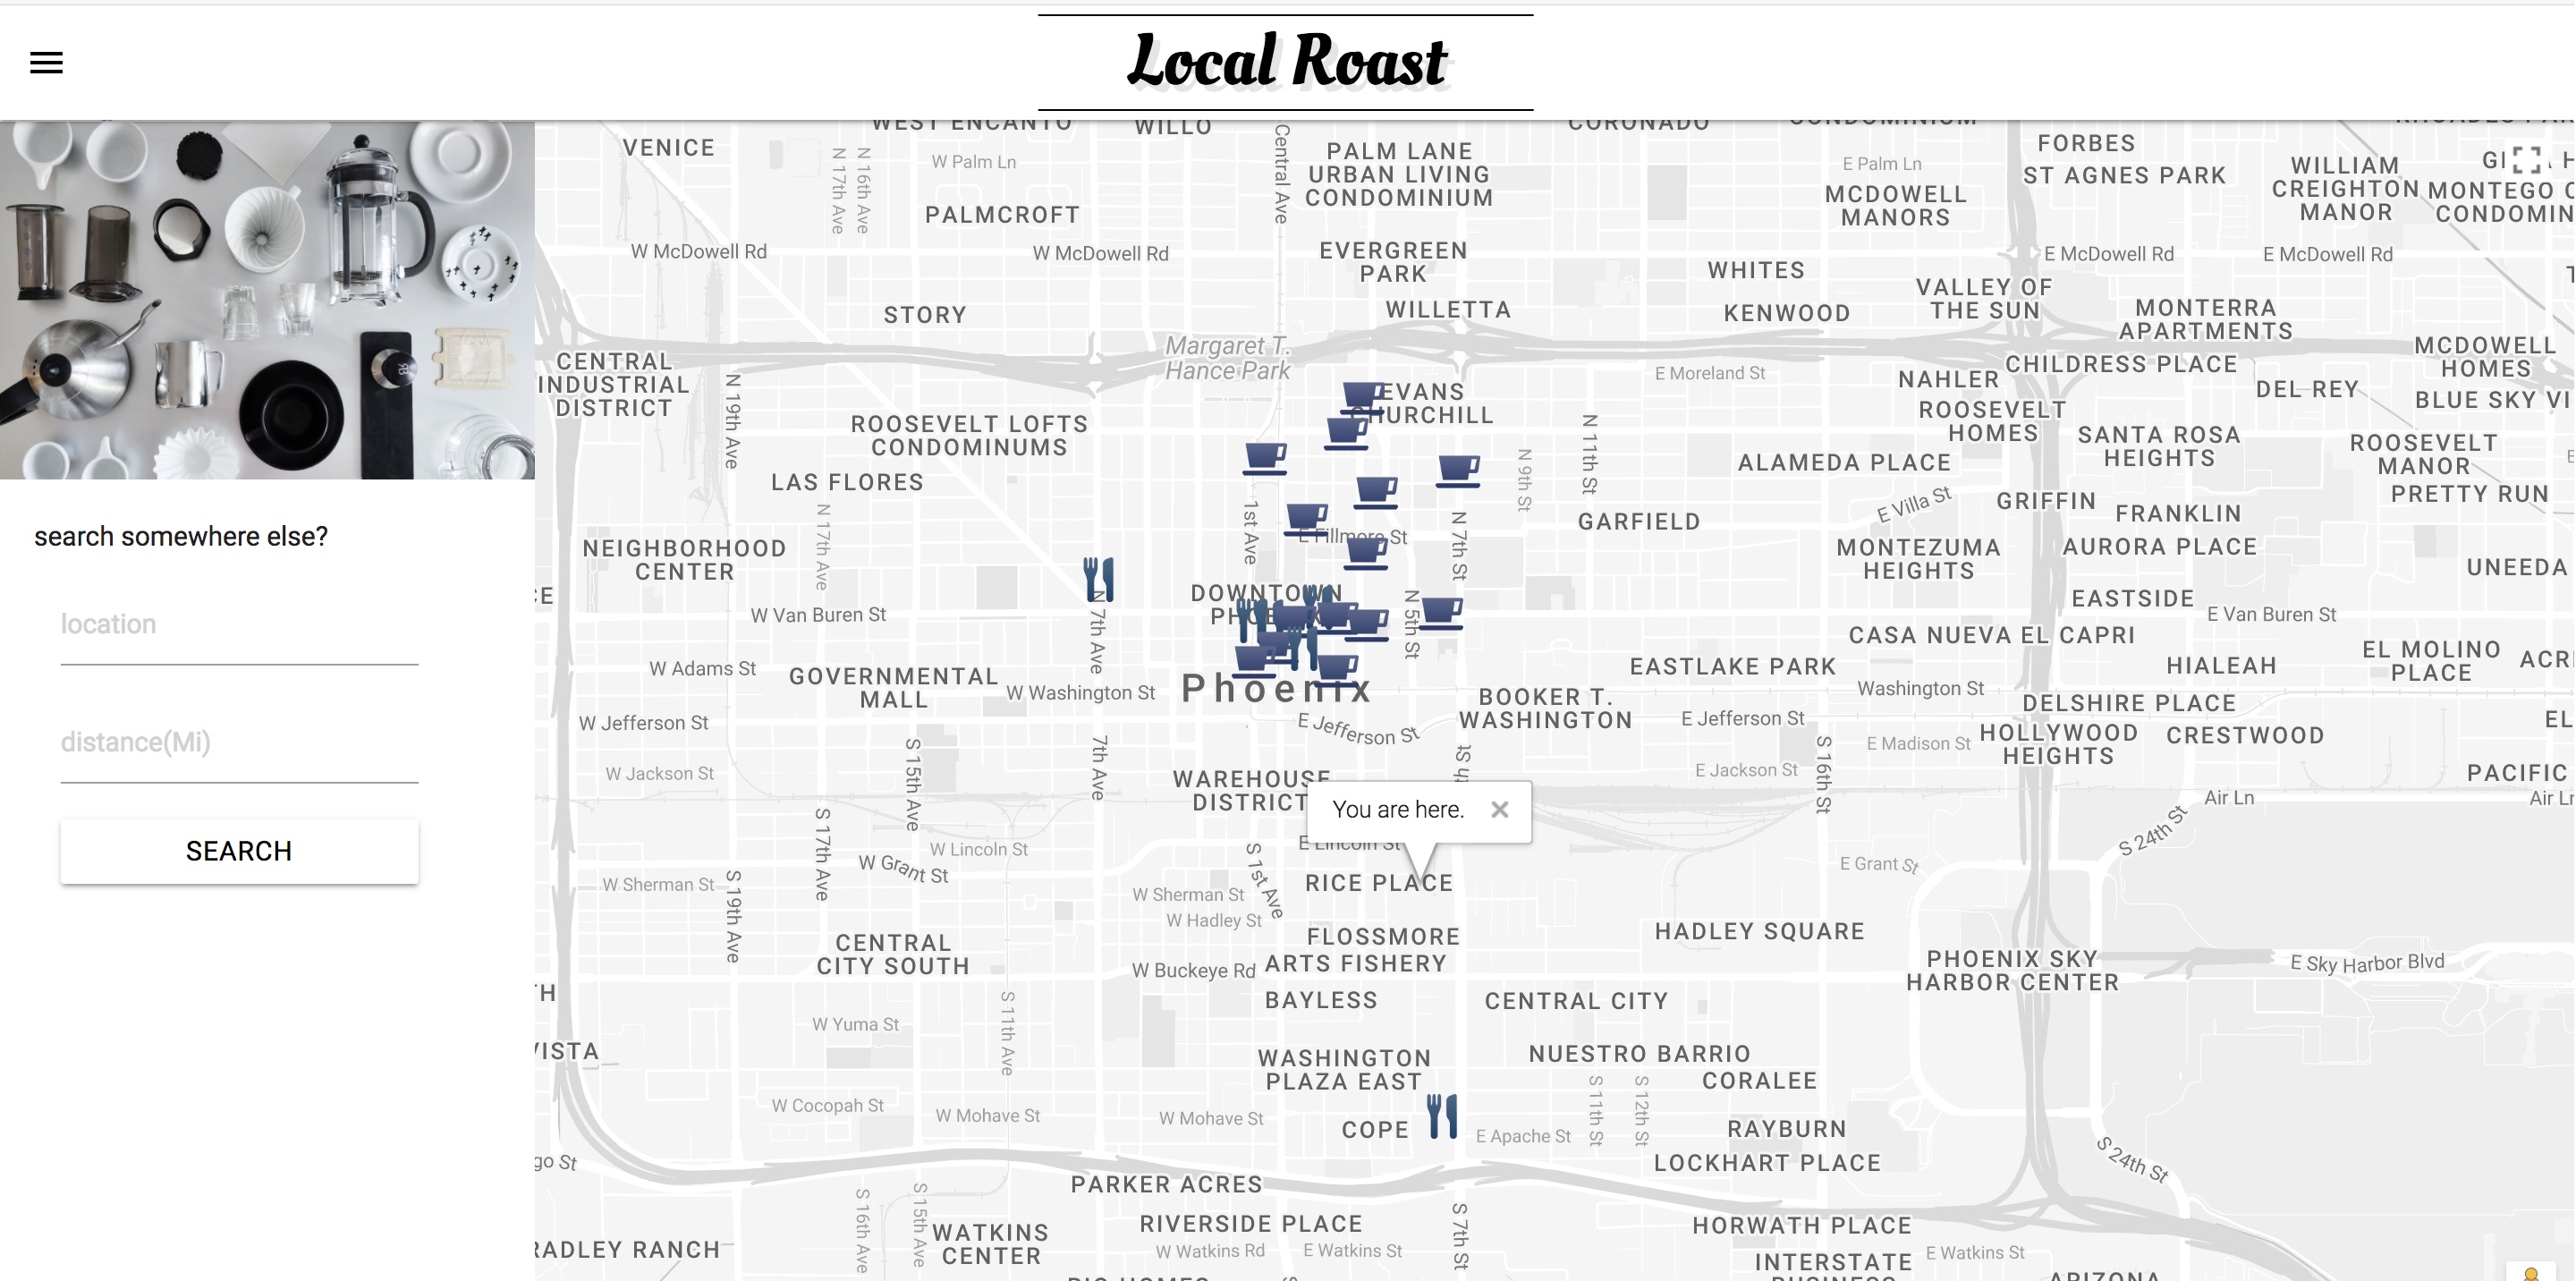 Local Roast
search somewhere else?
location
distance(Mi)
SEARCH
WEST ENCANTO
WILLO
CORONADO
CONDOMINIUM
VENICE
N 17th Ave
N 16th Ave
W Palm Ln
Central Ave
PALM LANE
URBAN LIVING
CONDOMINIUM
E Palm Ln
MCDOWELL
MANORS
FORBES
ST AGNES PARK
WILLIAM
CREIGHTON
MANOR
MONTEGO
PALMCROFT
W McDowell Rd
W McDowell Rd
EVERGREEN
PARK
E McDowell Rd
E McDowell Rd
WHITES
KENWOOD
VALLEY OF
THE SUN
MONTERRA
APARTMENTS
STORY
WILLETTA
Margaret T.
Hance Park
CENTRAL
INDUSTRIAL
DISTRICT
N 19th Ave
E Moreland St
CHILDRESS PLACE
MCDOWELL
HOMES
NAHLER
DEL REY
BLUE SKY VI
EVANS
CHURCHILL
ROOSEVELT
HOMES
ROOSEVELT LOFTS
CONDOMINIUMS
N 11th St
N 9th St
SANTA ROSA
HEIGHTS
ROOSEVELT
MANOR
ALAMEDA PLACE
LAS FLORES
PRETTY RUN
E Villa St
GRIFFIN
FRANKLIN
N 17th Ave
1st Ave
E Fillmore St
N 7th St
GARFIELD
NEIGHBORHOOD
CENTER
MONTEZUMA
HEIGHTS
AURORA PLACE
UNEEDA
DOWNTOWN
PHOENIX
N 5th St
N 7th Ave
EASTSIDE
W Van Buren St
E Van Buren St
CASA NUEVA EL CAPRI
W Adams St
GOVERNMENTAL
MALL
W Washington St
Phoenix
EASTLAKE PARK
HIALEAH
EL MOLINO
PLACE
BOOKER T.
WASHINGTON
Washington St
DELSHIRE PLACE
W Jefferson St
E Jefferson St
E Jefferson St
E Madison St
HOLLYWOOD
HEIGHTS
CRESTWOOD
EL
W Jackson St
S 15th Ave
7th Ave
WAREHOUSE
DISTRICT
E Jackson St
S 16th St
PACIFIC
Air Ln
You are here.
S 17th Ave
W Lincoln St
E Lincoln St
S 24th St
W Grant St
E Grant St
W Sherman St
S 19th Ave
S 1st Ave
RICE PLACE
W Sherman St
W Hadley St
FLOSSMORE
HADLEY SQUARE
CENTRAL
CITY SOUTH
W Buckeye Rd
ARTS FISHERY
PHOENIX SKY
HARBOR CENTER
E Sky Harbor Blvd
BAYLESS
CENTRAL CITY
S 11th Ave
W Yuma St
WASHINGTON
PLAZA EAST
NUESTRO BARRIO
CORALEE
S 11th St
S 12th St
W Cocopah St
W Mohave St
W Mohave St
COPE
E Apache St
RAYBURN
LOCKHART PLACE
S 24th St
PARKER ACRES
S 16th Ave
S 15th Ave
WATKINS
CENTER
RIVERSIDE PLACE
S 7th St
HORWATH PLACE
W Watkins Rd
E Watkins St
E Watkins St
INTERSTATE